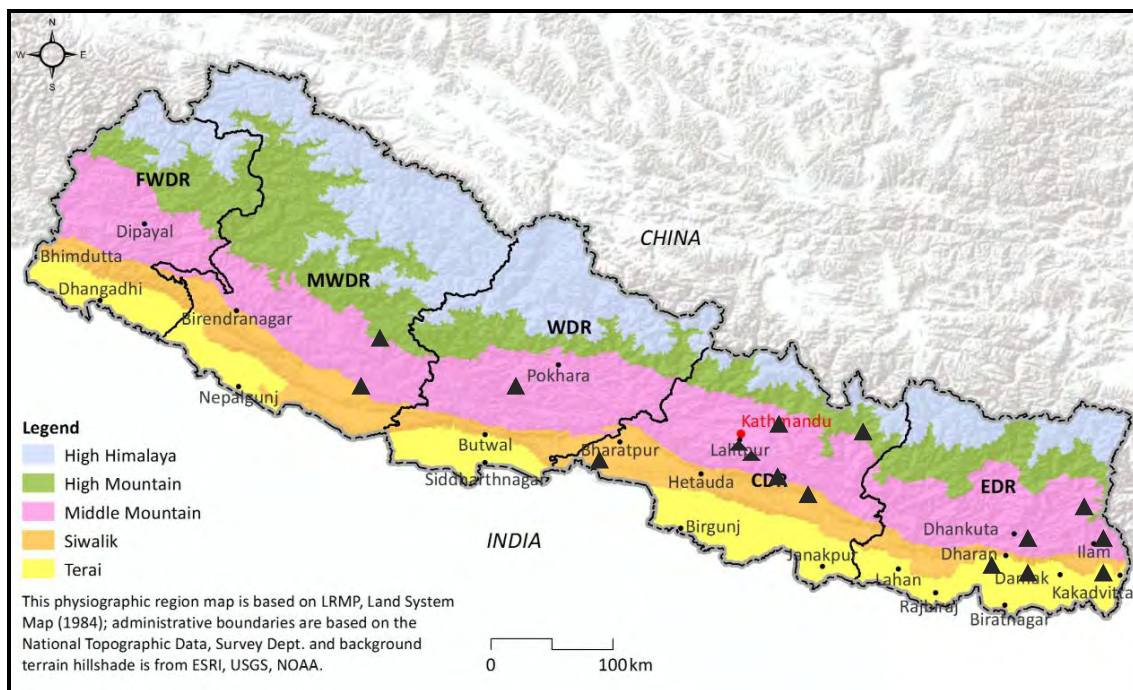 N
W E
S
CHINA
FWDR
Dipayal
Bhimdutta
Dhangadhi
MWDR
Birendranagar
WDR
Pokhara
Nepalgunj
Kathmandu
Lalitpur
Butwal
Bharatpur
Siddharthnagar
Hetauda
CDR
EDR
Dhankuta
Ilam
INDIA
Birgunj
Dharan
Janakpur
Lahan
Damak
Kakadvitta
Rajbiraj
Biratnagar
Legend
High Himalaya
High Mountain
Middle Mountain
Siwalik
Terai
This physiographic region map is based on LRMP, Land System
Map (1984); administrative boundaries are based on the
National Topographic Data, Survey Dept. and background
terrain hillshade is from ESRI, USGS, NOAA.
0 100km